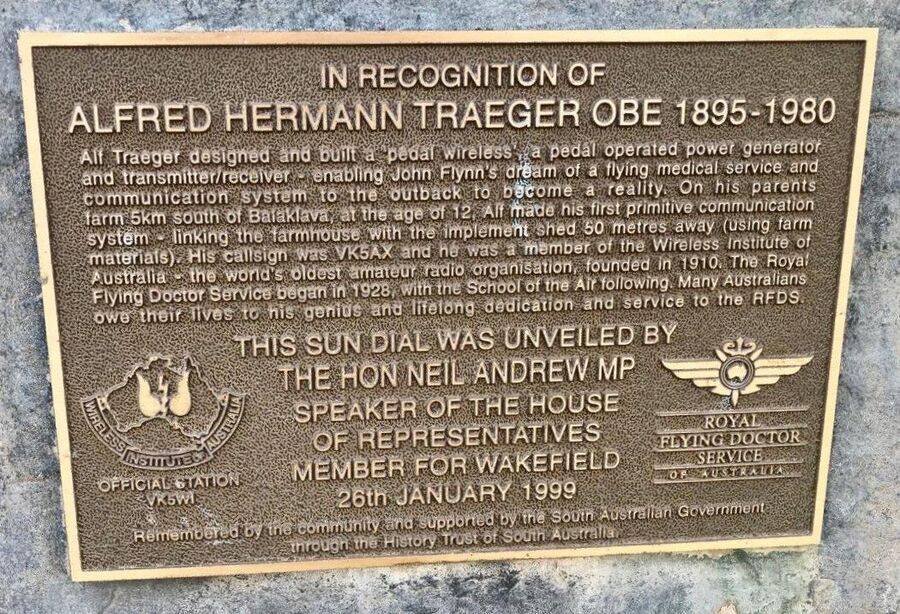 IN RECOGNITION OF
ALFRED HERMANN TRAEGER OBE 1895-1980
Alf Traeger designed and built a 'pedal wireless', a pedal operated power generator
and transmitter/receiver - enabling John Flynn's dream of a flying medical service and
communication system to the outback to become a reality. On his parents
farm 5km south of Balaklava, at the age of 12, Alf made his first primitive communication
system - linking the farmhouse with the implement shed 50 metres away (using farm
materials). His callsign was VK5AX and he was a member of the Wireless Institute of
Australia - the world's oldest amateur radio organisation, founded in 1910. The Royal
Flying Doctor Service began in 1928, with the School of the Air following. Many Australians
owe their lives to his genius and lifelong dedication and service to the RFDS.
THIS SUN DIAL WAS UNVEILED BY
THE HON NEIL ANDREW MP
SPEAKER OF THE HOUSE
OF REPRESENTATIVES
MEMBER FOR WAKEFIELD
26th JANUARY 1999
WIRELESS INSTITUTE OF AUSTRALIA
OFFICIAL STATION
VK5WI
ROYAL
FLYING DOCTOR
SERVICE
OF AUSTRALIA
Remembered by the community and supported by the South Australian Government
through the History Trust of South Australia.